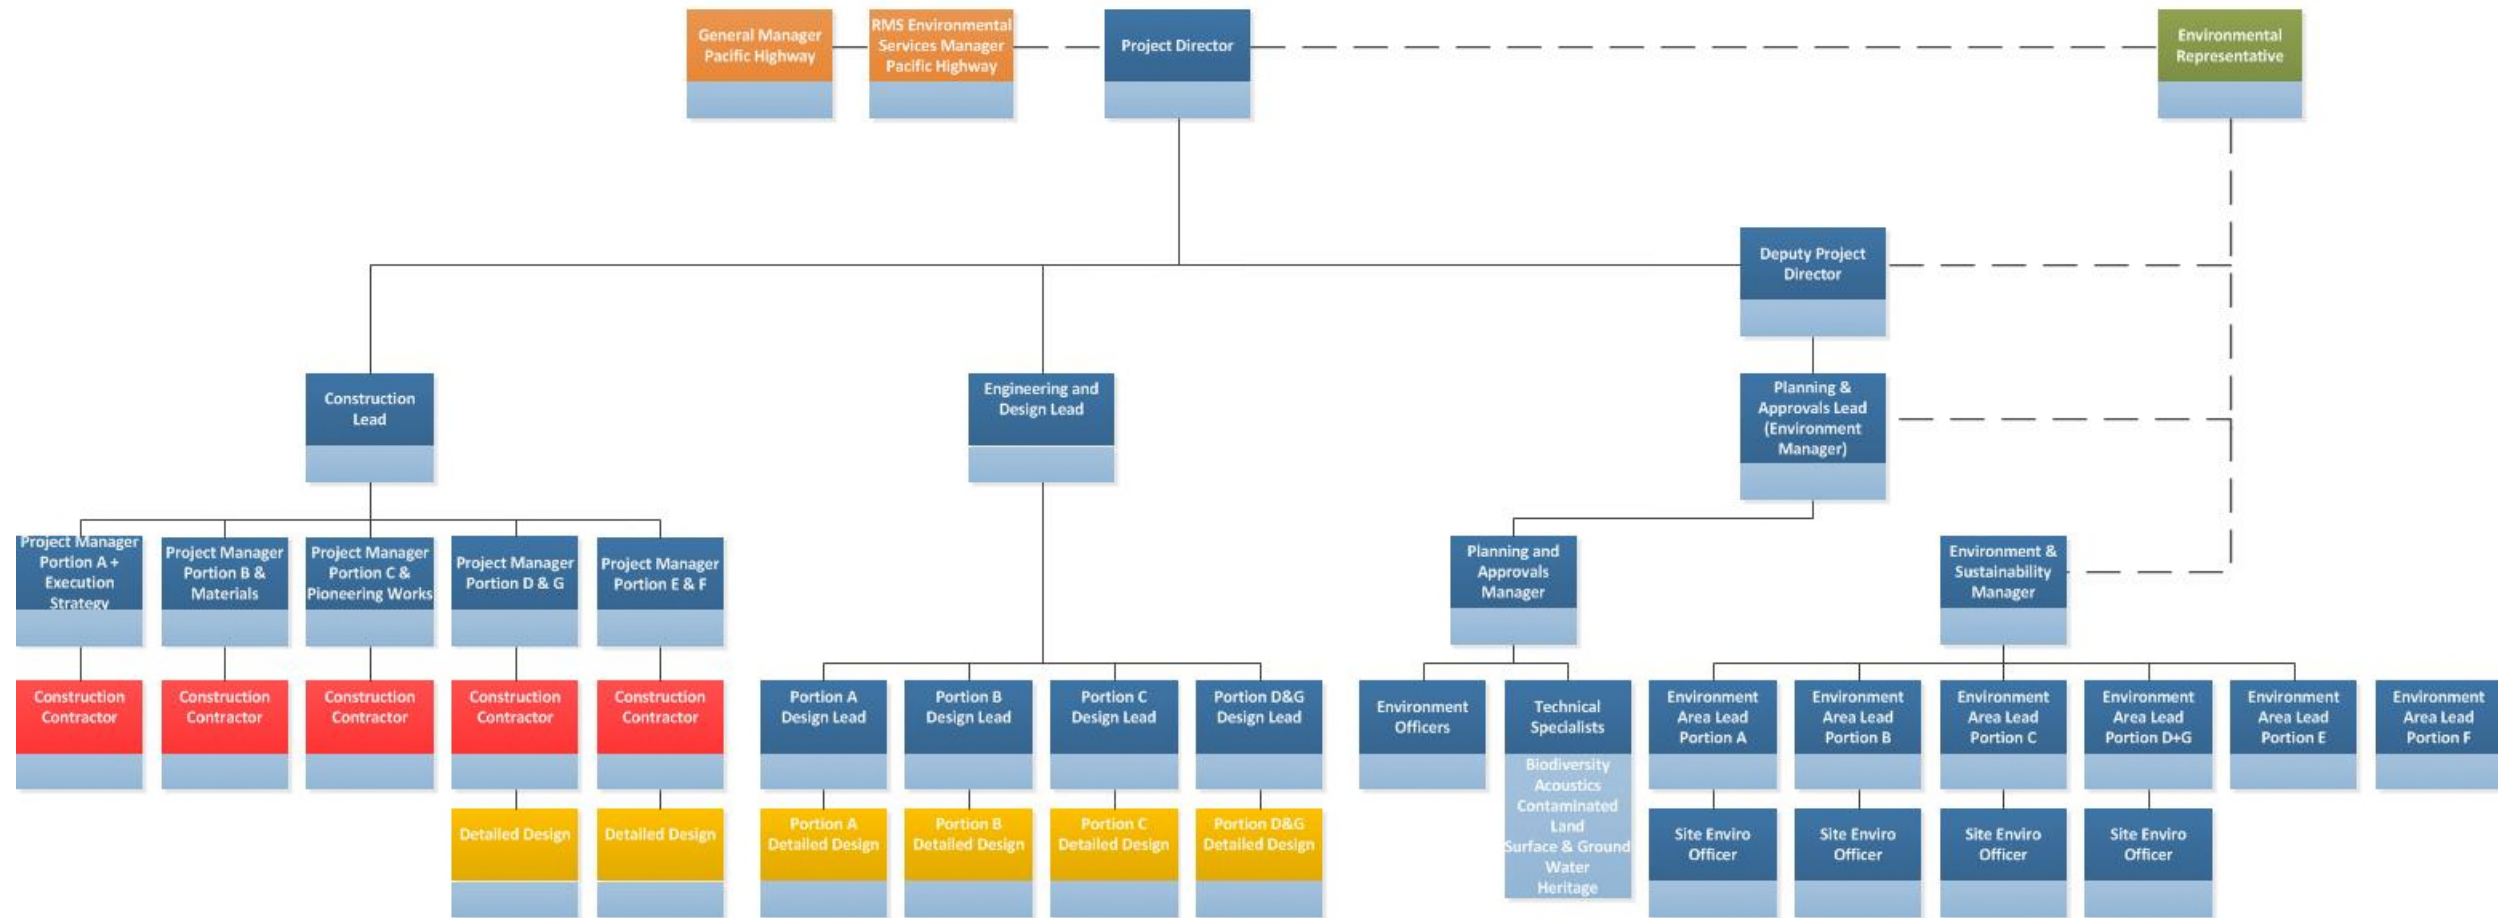 General Manager
Pacific Highway
RMS Environmental
Services Manager
Pacific Highway
Project Director
Environmental
Representative
Deputy Project
Director
Construction
Lead
Engineering and
Design Lead
Planning &
Approvals Lead
(Environment
Manager)
Project Manager
Portion A +
Execution
Strategy
Project Manager
Portion B &
Materials
Project Manager
Portion C &
Pioneering Works
Project Manager
Portion D & G
Project Manager
Portion E & F
Planning and
Approvals
Manager
Environment &
Sustainability
Manager
Construction
Contractor
Construction
Contractor
Construction
Contractor
Construction
Contractor
Construction
Contractor
Portion A
Design Lead
Portion B
Design Lead
Portion C
Design Lead
Portion D&G
Design Lead
Environment
Officers
Technical
Specialists
Biodiversity
Acoustics
Contaminated
Land
Surface & Ground
Water
Heritage
Environment
Area Lead
Portion A
Environment
Area Lead
Portion B
Environment
Area Lead
Portion C
Environment
Area Lead
Portion D+G
Environment
Area Lead
Portion E
Environment
Area Lead
Portion F
Detailed Design
Detailed Design
Portion A
Detailed Design
Portion B
Detailed Design
Portion C
Detailed Design
Portion D&G
Detailed Design
Site Enviro
Officer
Site Enviro
Officer
Site Enviro
Officer
Site Enviro
Officer